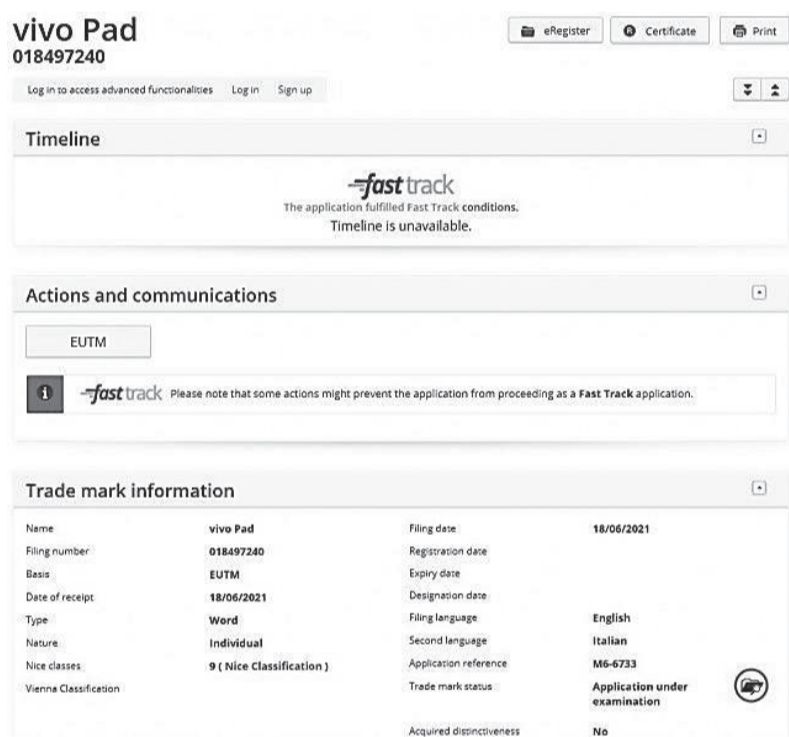 vivo Pad
018497240
eRegister
Certificate
Print
Log in to access advanced functionalities Log in Sign up
Timeline
fast track
The application fulfilled Fast Track conditions.
Timeline is unavailable.
Actions and communications
EUTM
fast track Please note that some actions might prevent the application from proceeding as a Fast Track application.
Trade mark information
Name vivo Pad
Filing number 018497240
Basis EUTM
Date of receipt 18/06/2021
Type Word
Nature Individual
Nice classes 9 ( Nice Classification )
Vienna Classification
Filing date 18/06/2021
Registration date
Expiry date
Designation date
Filing language English
Second language Italian
Application reference M6-6733
Trade mark status Application under
examination
Acquired distinctiveness No